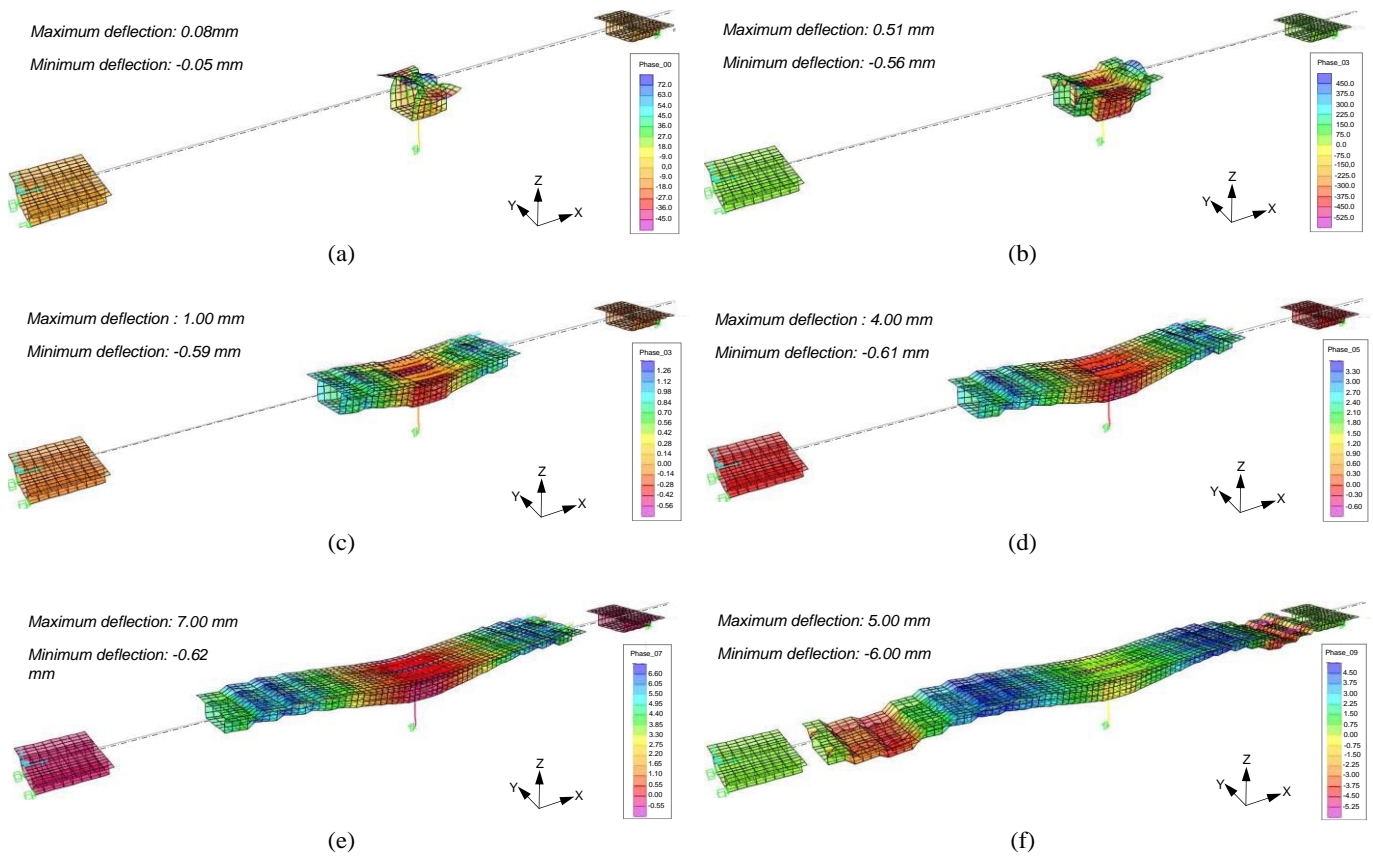 Maximum deflection: 0.08mm
Minimum deflection: -0.05 mm
Phase_00
72.0
63.0
54.0
45.0
36.0
27.0
18.0
-9.0
0.0
-9.0
-18.0
-27.0
-36.0
-45.0
Z
Y
X
(a)
Maximum deflection: 0.51 mm
Minimum deflection: -0.56 mm
Phase_03
450.0
375.0
300.0
225.0
150.0
75.0
0.0
-75.0
-150.0
-225.0
-300.0
-375.0
-450.0
-525.0
Z
Y
X
(b)
Maximum deflection : 1.00 mm
Minimum deflection: -0.59 mm
Phase_03
1.26
1.12
0.98
0.84
0.70
0.56
0.42
0.28
0.14
0.00
-0.14
-0.28
-0.42
-0.56
Z
Y
X
(c)
Maximum deflection : 4.00 mm
Minimum deflection: -0.61 mm
Phase_05
3.30
3.00
2.70
2.40
2.10
1.80
1.50
1.20
0.90
0.60
0.30
0.00
-0.30
-0.60
Z
Y
X
(d)
Maximum deflection: 7.00 mm
Minimum deflection: -0.62
mm
Phase_07
6.60
6.05
5.50
4.95
4.40
3.85
3.30
2.75
2.20
1.65
1.10
0.55
0.00
-0.55
Z
Y
X
(e)
Maximum deflection: 5.00 mm
Minimum deflection: -6.00 mm
Phase_09
4.50
3.75
3.00
2.25
1.50
0.75
0.00
-0.75
-1.50
-2.25
-3.00
-3.75
-4.50
-5.25
Z
Y
X
(f)